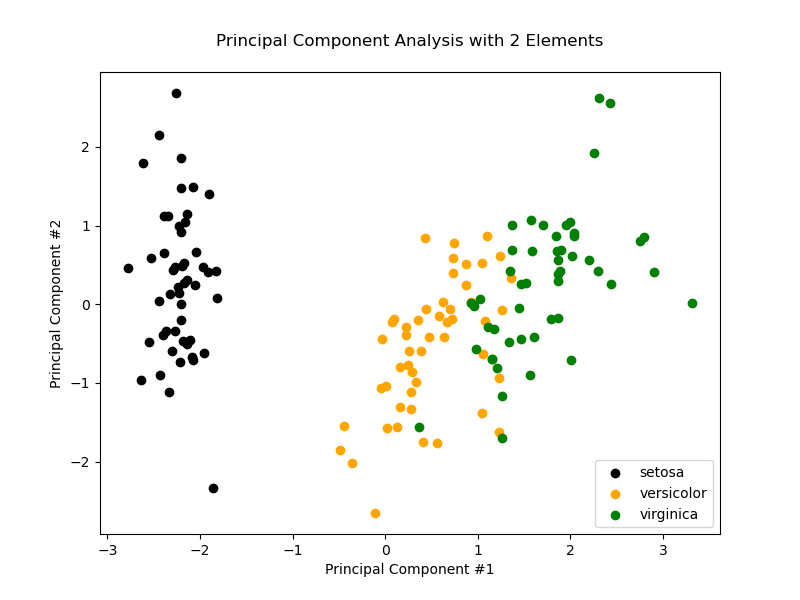 Principal Component Analysis with 2 Elements
Principal Component #2
2
1
0
−1
−2
−3
−2
−1
0
1
2
3
Principal Component #1
setosa
versicolor
virginica